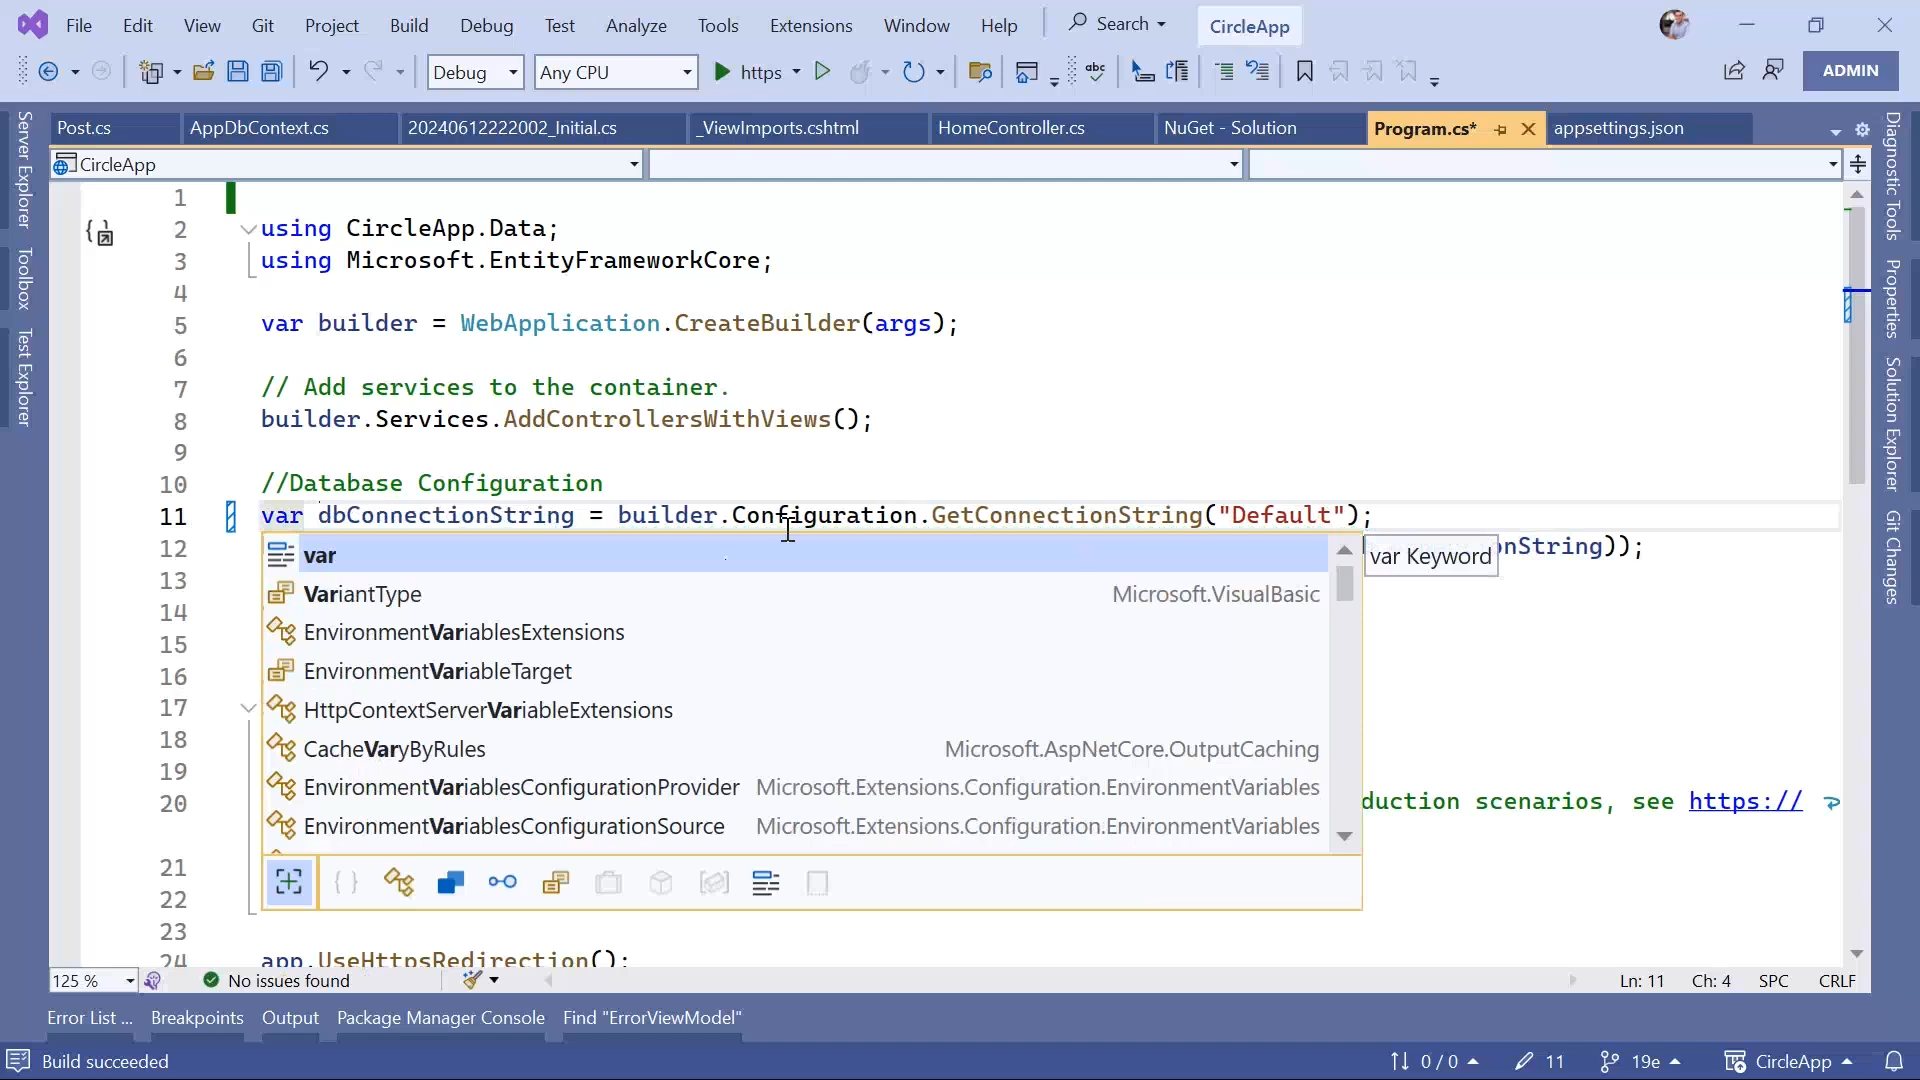 File Edit View Git Project Build Debug Test Analyze Tools Extensions Window Help Search CircleApp
Debug Any CPU https abc ADMIN
Post.cs AppDbContext.cs 20240612222002_Initial.cs _ViewImports.cshtml HomeController.cs NuGet - Solution Program.cs* appsettings.json
CircleApp
Server Explorer
Toolbox
Test Explorer
1
2 using CircleApp.Data;
3 using Microsoft.EntityFrameworkCore;
4
5 var builder = WebApplication.CreateBuilder(args);
6
7 // Add services to the container.
8 builder.Services.AddControllersWithViews();
9
10 //Database Configuration
11 var dbConnectionString = builder.Configuration.GetConnectionString("Default");
12 onString));
13
14
15
16
17
18
19
20 duction scenarios, see https://
21
22
23
24 app.UseHttpsRedirection();
var
VariantType Microsoft.VisualBasic
EnvironmentVariablesExtensions
EnvironmentVariableTarget
HttpContextServerVariableExtensions
CacheVaryByRules Microsoft.AspNetCore.OutputCaching
EnvironmentVariablesConfigurationProvider Microsoft.Extensions.Configuration.EnvironmentVariables
EnvironmentVariablesConfigurationSource Microsoft.Extensions.Configuration.EnvironmentVariables
var Keyword
Diagnostic Tools
Properties
Solution Explorer
Git Changes
125 % No issues found Ln: 11 Ch: 4 SPC CRLF
Error List ... Breakpoints Output Package Manager Console Find "ErrorViewModel"
Build succeeded 0 / 0 11 19e CircleApp